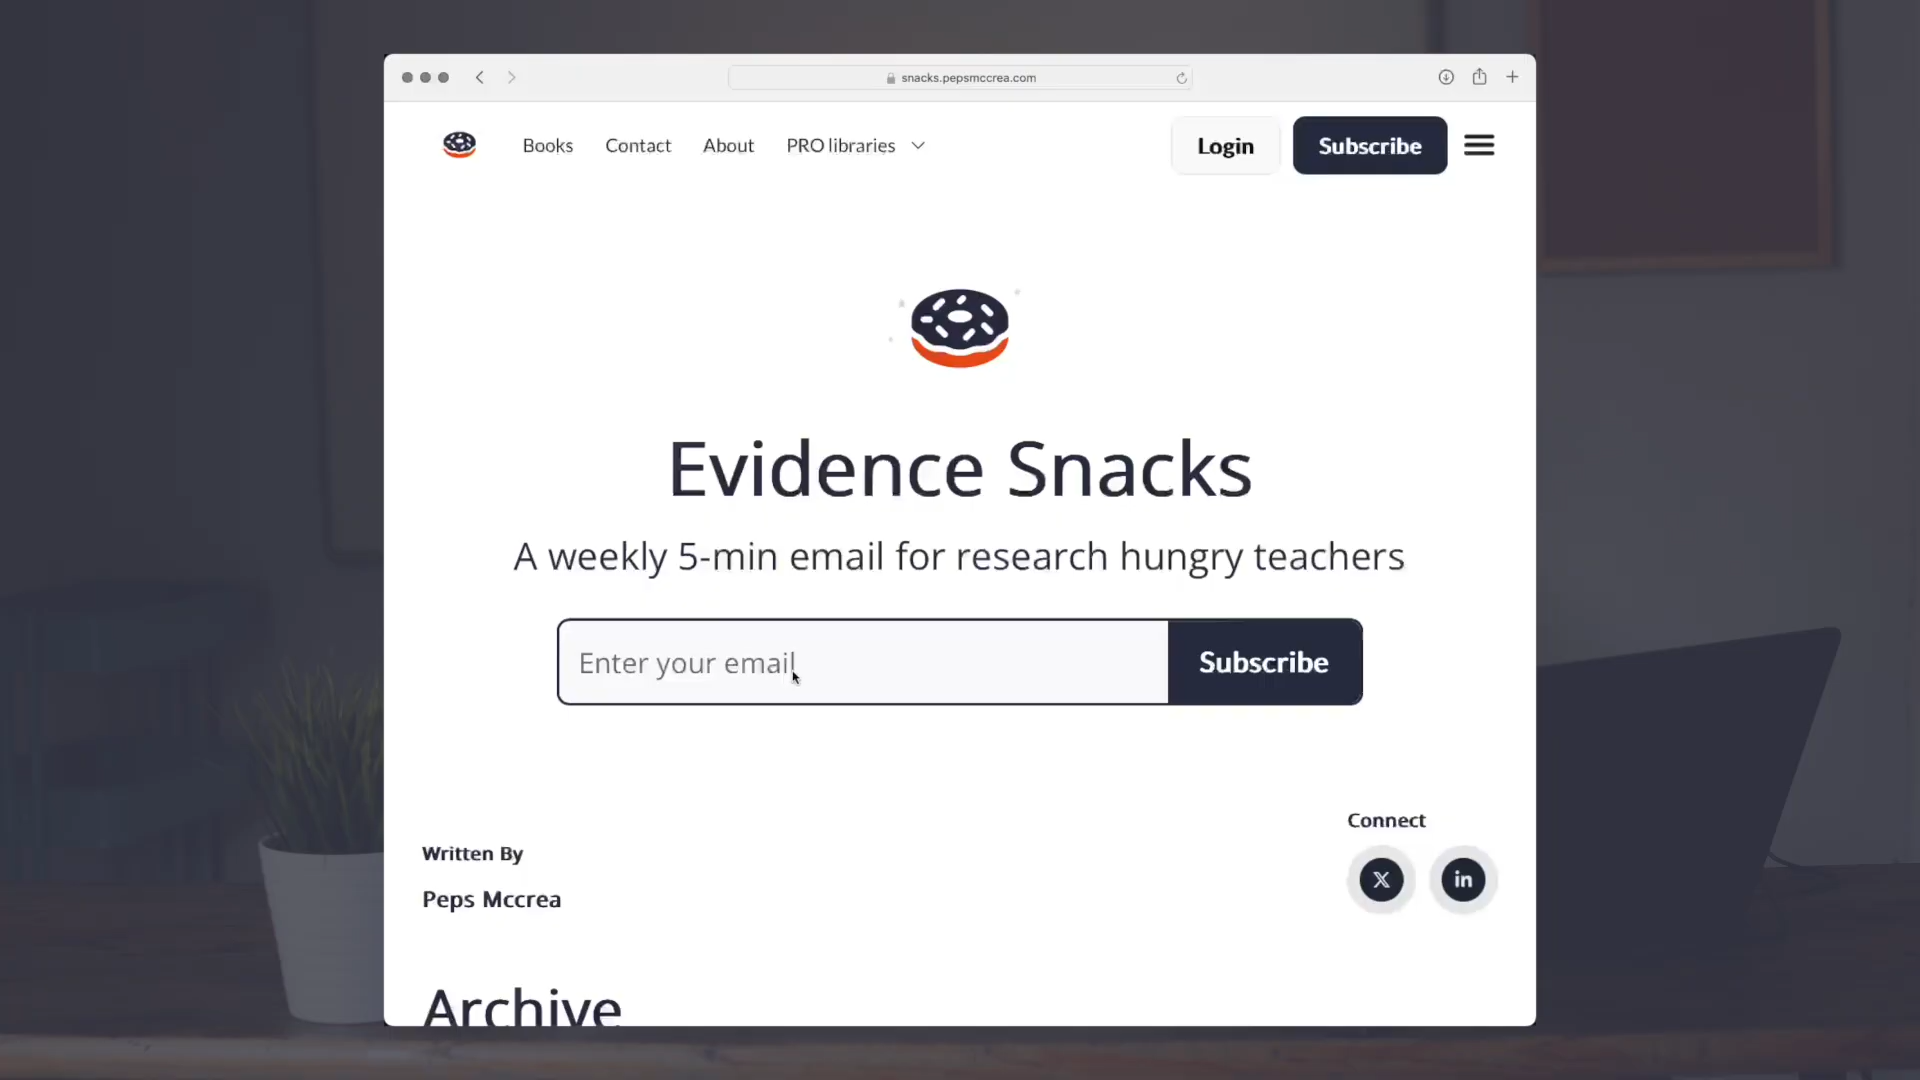 snacks.pepsmccrea.com
Books Contact About PRO libraries
Login Subscribe
Evidence Snacks
A weekly 5-min email for research hungry teachers
Enter your email
Subscribe
Connect
Written By
X in
Peps Mccrea
Archive